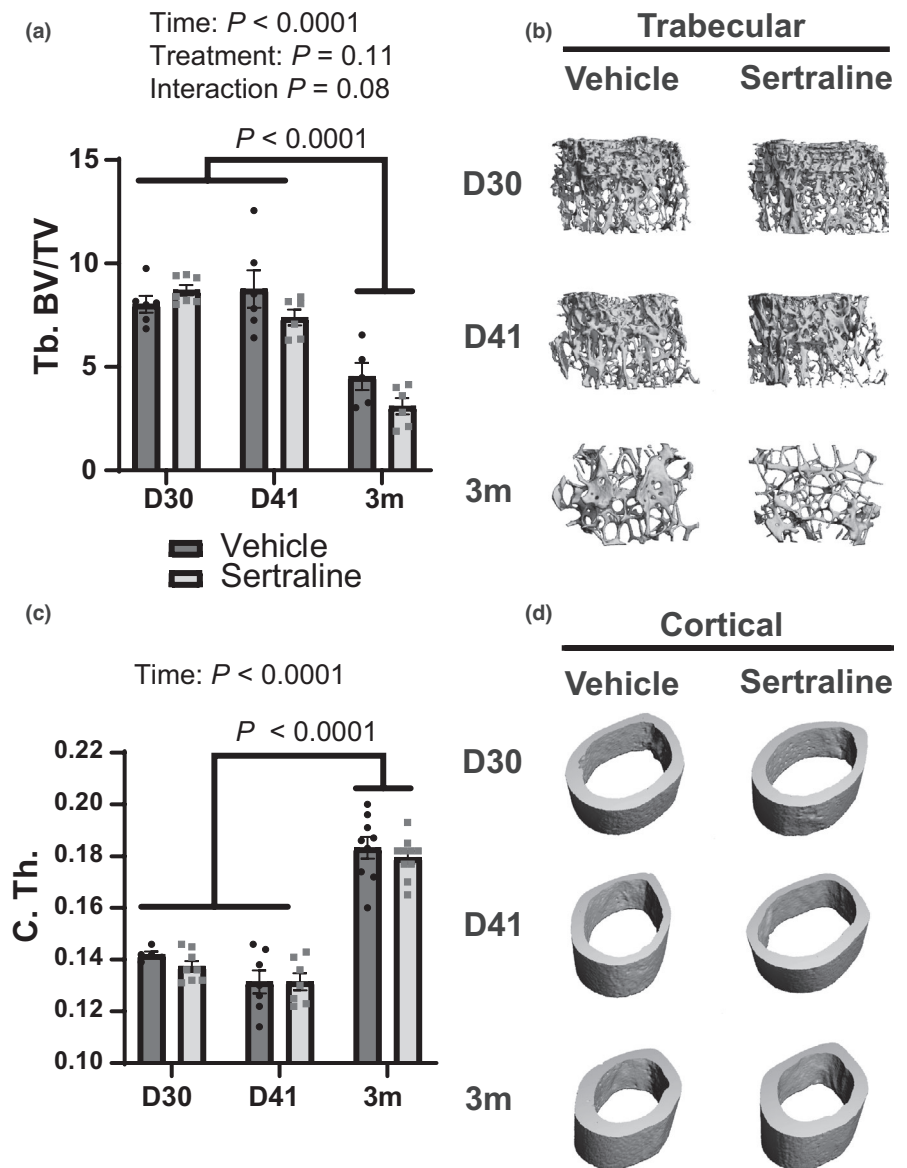 (a)
Time: P < 0.0001
Treatment: P = 0.11
Interaction P = 0.08
P < 0.0001
Tb. BV/TV
15
10
5
0
D30 D41 3m
Vehicle
Sertraline
(b)
Trabecular
Vehicle Sertraline
D30
D41
3m
(c)
Time: P < 0.0001
P < 0.0001
C. Th.
0.22
0.20
0.18
0.16
0.14
0.12
0.10
D30 D41 3m
(d)
Cortical
Vehicle Sertraline
D30
D41
3m